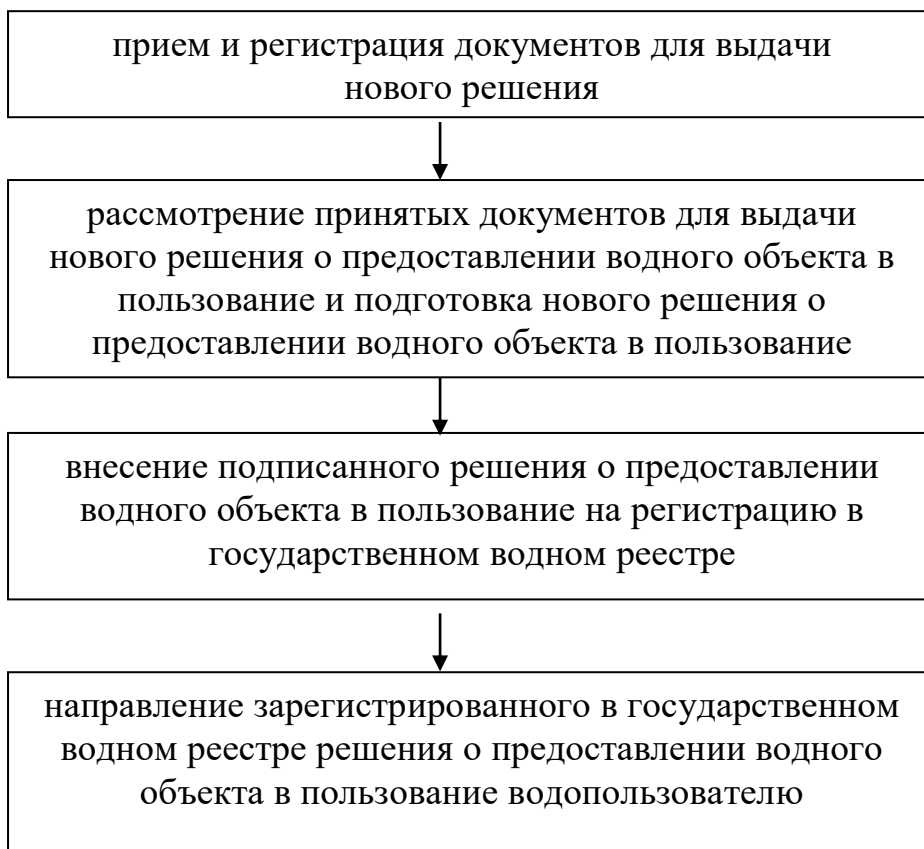 прием и регистрация документов для выдачи
нового решения
рассмотрение принятых документов для выдачи
нового решения о предоставлении водного объекта в
пользование и подготовка нового решения о
предоставлении водного объекта в пользование
внесение подписанного решения о предоставлении
водного объекта в пользование на регистрацию в
государственном водном реестре
направление зарегистрированного в государственном
водном реестре решения о предоставлении водного
объекта в пользование водопользователю